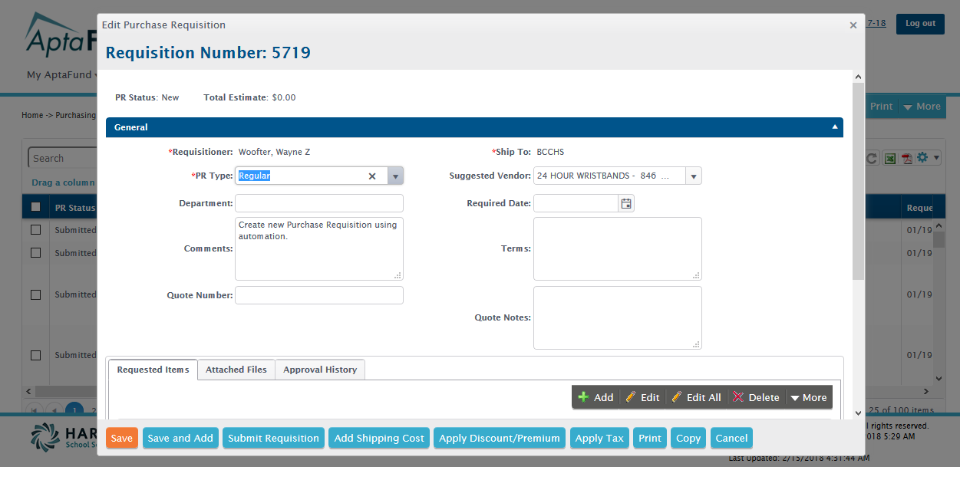 Edit Purchase Requisition
7-18 Log out
AptaF
Requisition Number: 5719
My AptaFund
PR Status: New Total Estimate: $0.00
Home -> Purchasing
Print More
General
*Requisitioner: Woofter, Wayne Z *Ship To: BCCHS
Search
*PR Type: Regular Suggested Vendor: 24 HOUR WRISTBANDS - 846 ...
Drag a column
Department: Required Date:
PR Status Reque
Submitted 01/19
Create new Purchase Requisition using
automation.
Comments: Terms:
Submitted
Quote Number:
Submitted 01/19
Quote Notes:
Submitted 01/19
Requested Items Attached Files Approval History
Add Edit Edit All Delete More
1 2
25 of 100 items
HAR
School S
Save Save and Add Submit Requisition Add Shipping Cost Apply Discount/Premium Apply Tax Print Copy Cancel
l rights reserved.
018 5:29 AM
Last Updated: 2/15/2018 4:51:44 AM